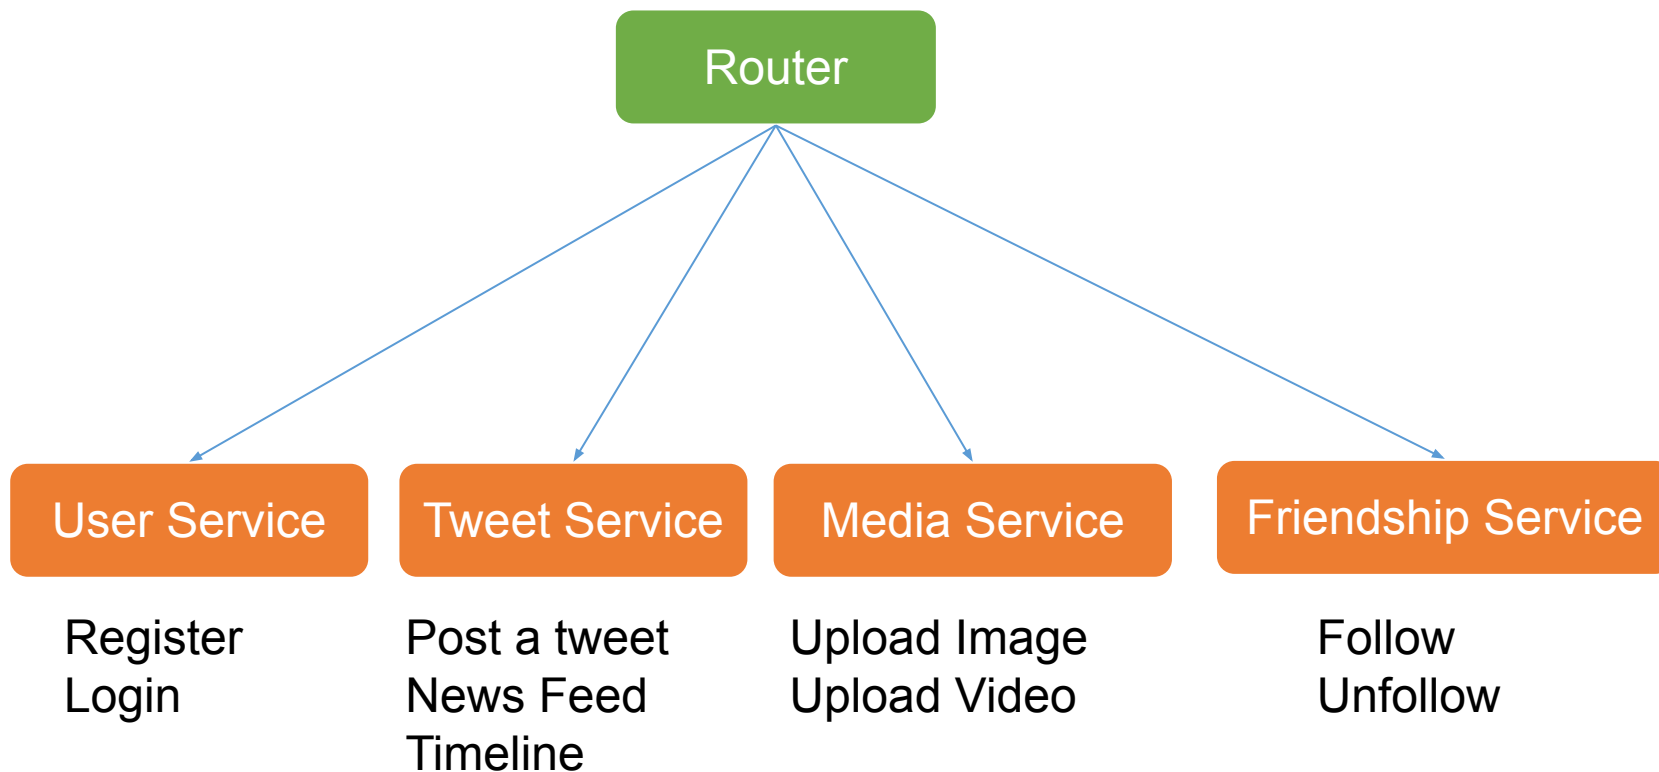 Router
User Service
Tweet Service
Media Service
Friendship Service
Register
Login
Post a tweet
News Feed
Timeline
Upload Image
Upload Video
Follow
Unfollow